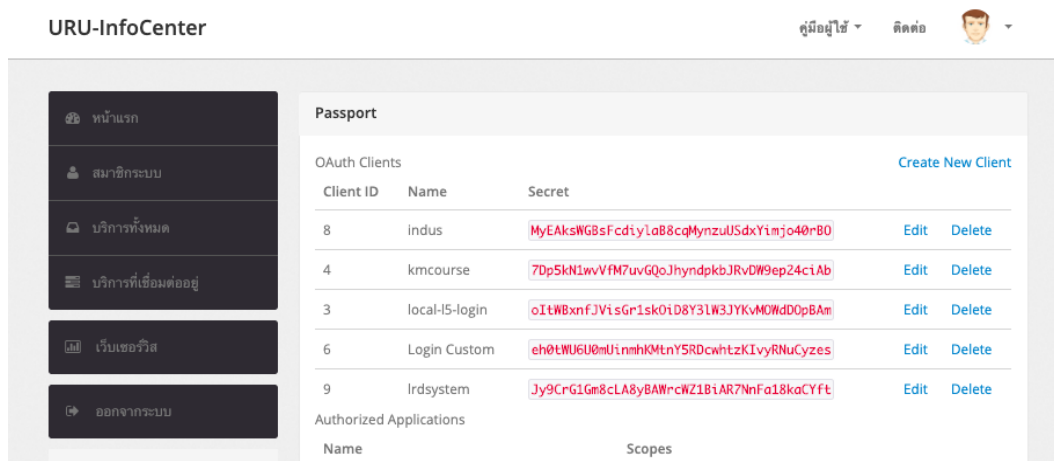 URU-InfoCenter
คู่มือผู้ใช้
ติดต่อ
หน้าแรก
สมาชิกระบบ
บริการทั้งหมด
บริการที่เชื่อมต่ออยู่
เว็บเซอร์วิส
ออกจากระบบ
Passport
OAuth Clients Create New Client
Client ID Name Secret
8 indus MyEAksWGBsFcdiylaB8cqMynzuUSdxYimjo40rBO Edit Delete
4 kmcourse 7Dp5kN1wvVfM7uvGQoJhyndpkbJRvDW9ep24ciAb Edit Delete
3 local-l5-login oItWBxnfJVisGr1skOiD8Y3lW3JYKvMOWdDOpBAm Edit Delete
6 Login Custom eh0tWU6U0mUinmhKMtnY5RDcwhtzKIvyRNuCyzes Edit Delete
9 lrdsystem Jy9CrG1Gm8cLA8yBAWrcWZ1BiAR7NnFa18kaCYft Edit Delete
Authorized Applications
Name Scopes